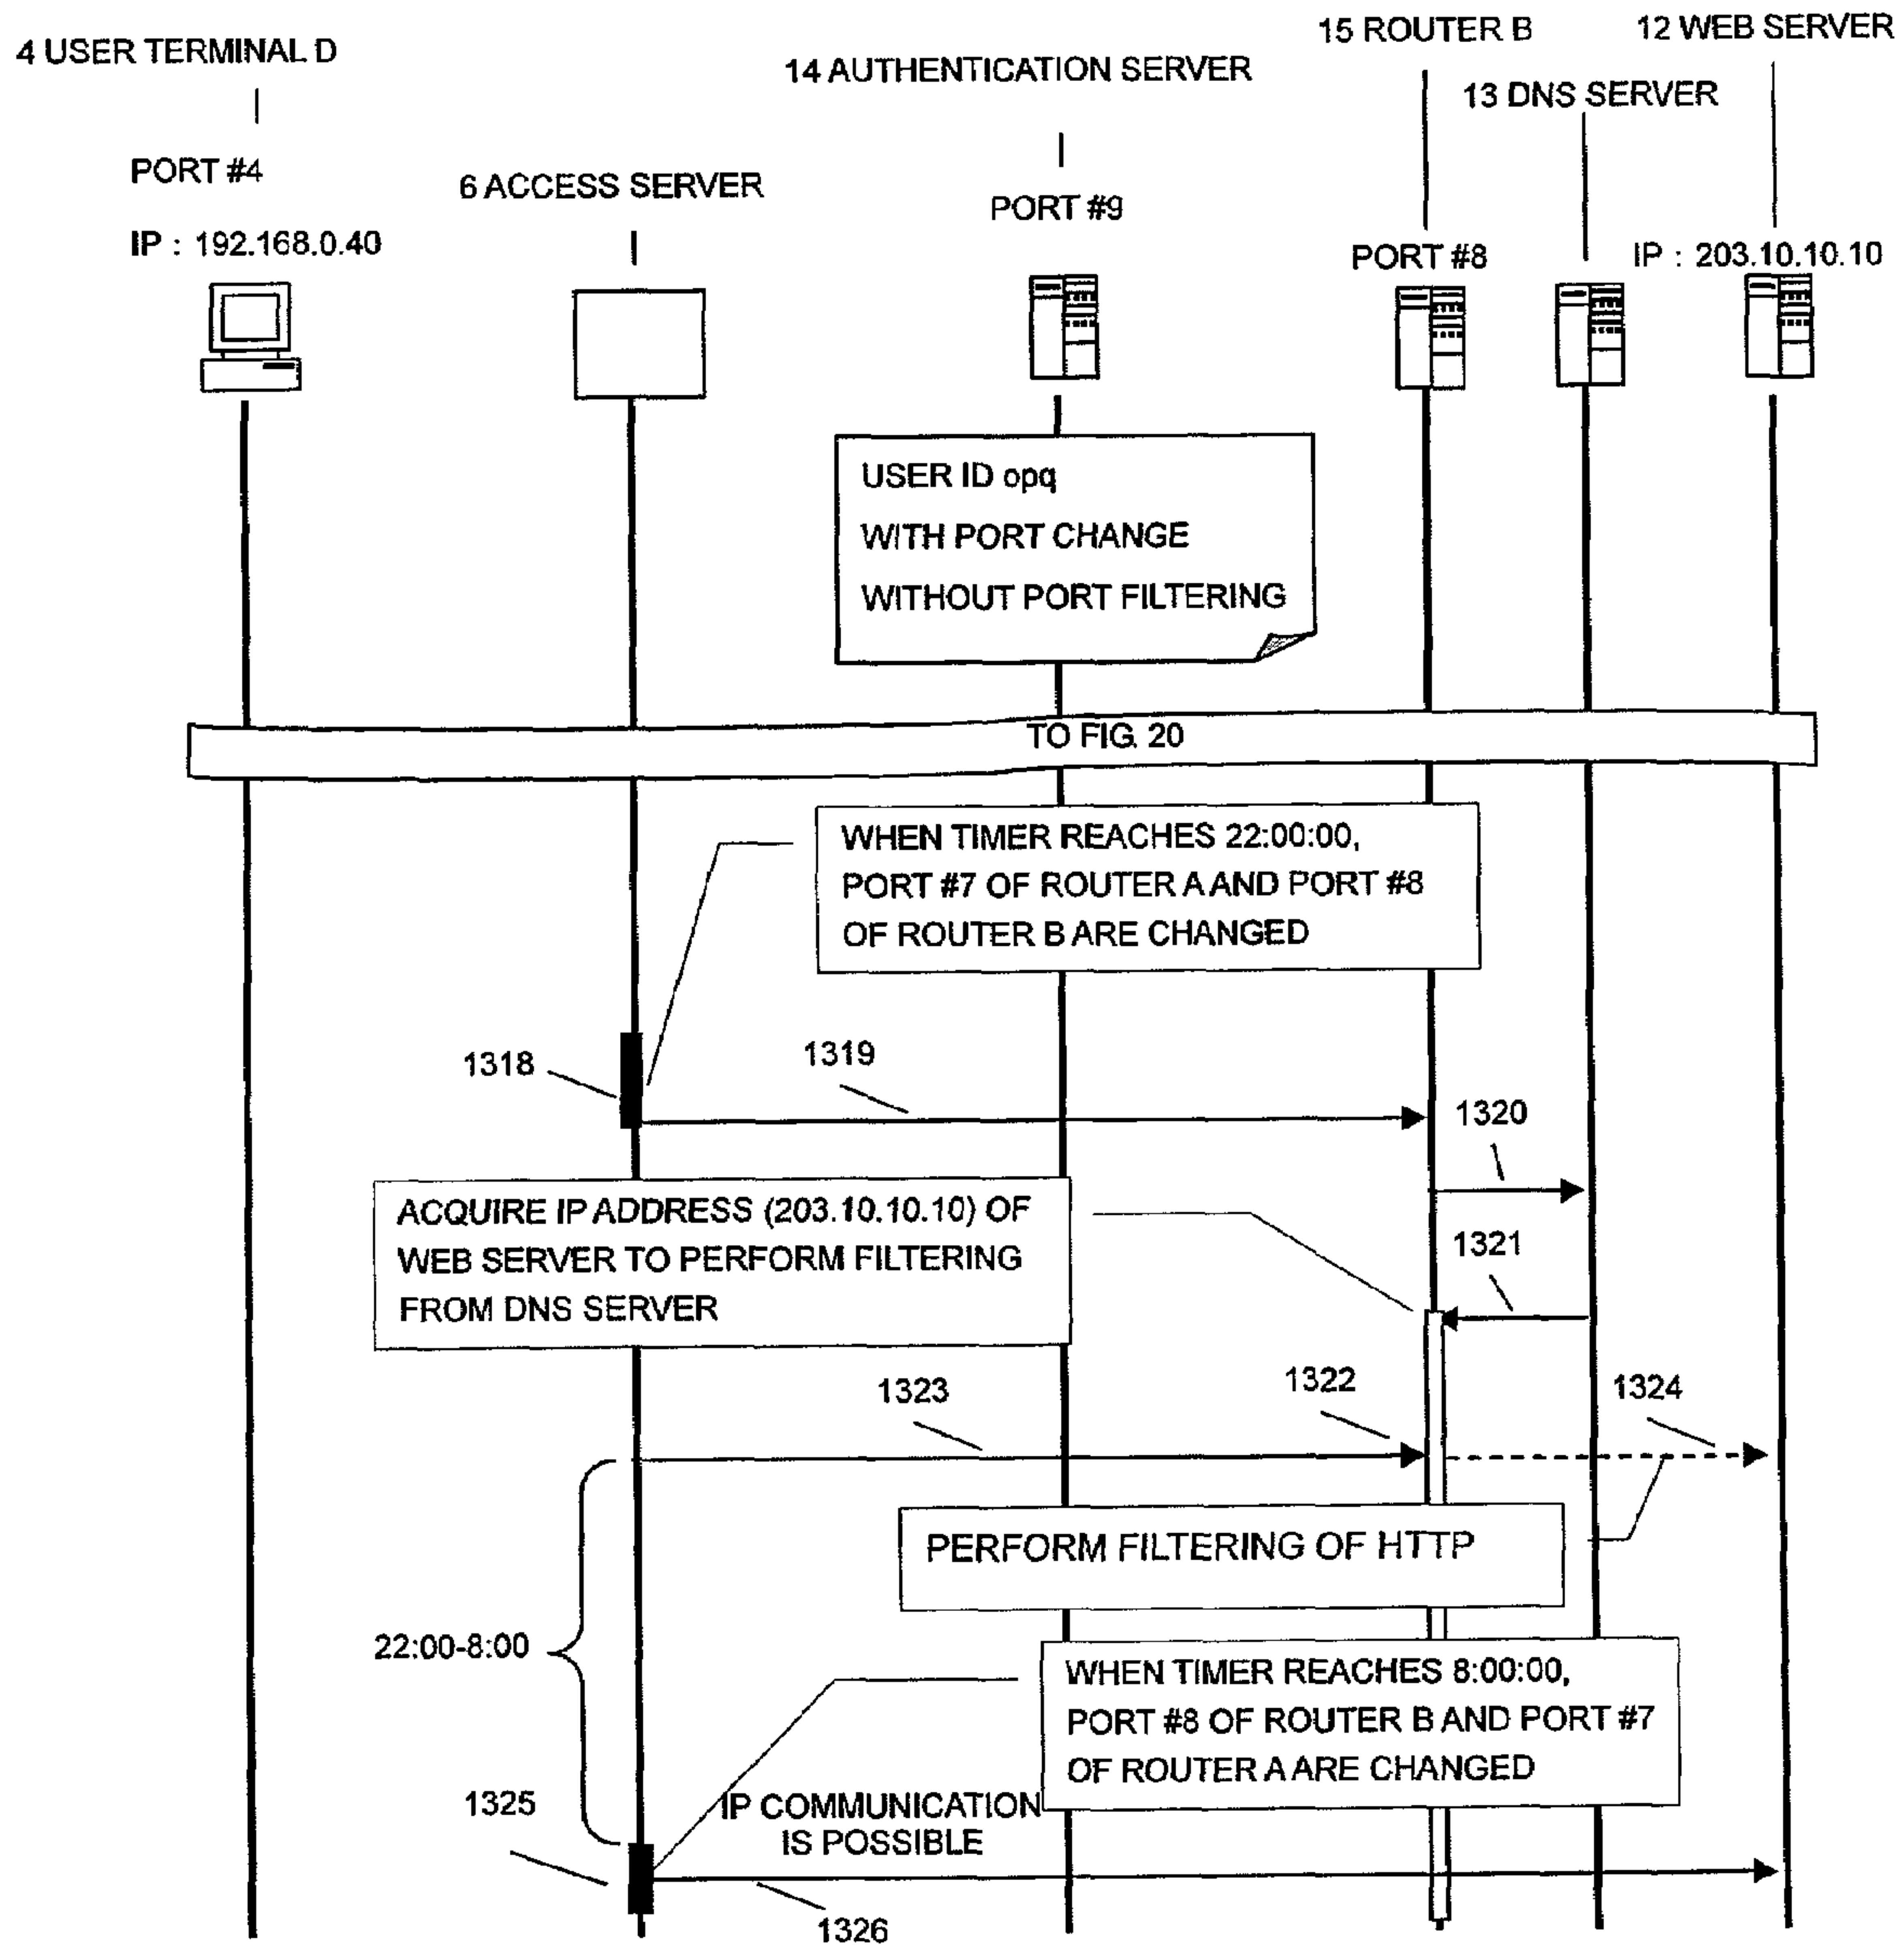 4 USER TERMINAL D
PORT #4
IP : 192.168.0.40
6 ACCESS SERVER
14 AUTHENTICATION SERVER
PORT #9
15 ROUTER B
PORT #8
13 DNS SERVER
12 WEB SERVER
IP : 203.10.10.10
USER ID opq
WITH PORT CHANGE
WITHOUT PORT FILTERING
TO FIG. 20
WHEN TIMER REACHES 22:00:00,
PORT #7 OF ROUTER A AND PORT #8
OF ROUTER B ARE CHANGED
1318
1319
1320
ACQUIRE IP ADDRESS (203.10.10.10) OF
WEB SERVER TO PERFORM FILTERING
FROM DNS SERVER
1321
1323
1322
1324
PERFORM FILTERING OF HTTP
22:00-8:00
WHEN TIMER REACHES 8:00:00,
PORT #8 OF ROUTER B AND PORT #7
OF ROUTER A ARE CHANGED
1325
IP COMMUNICATION
IS POSSIBLE
1326